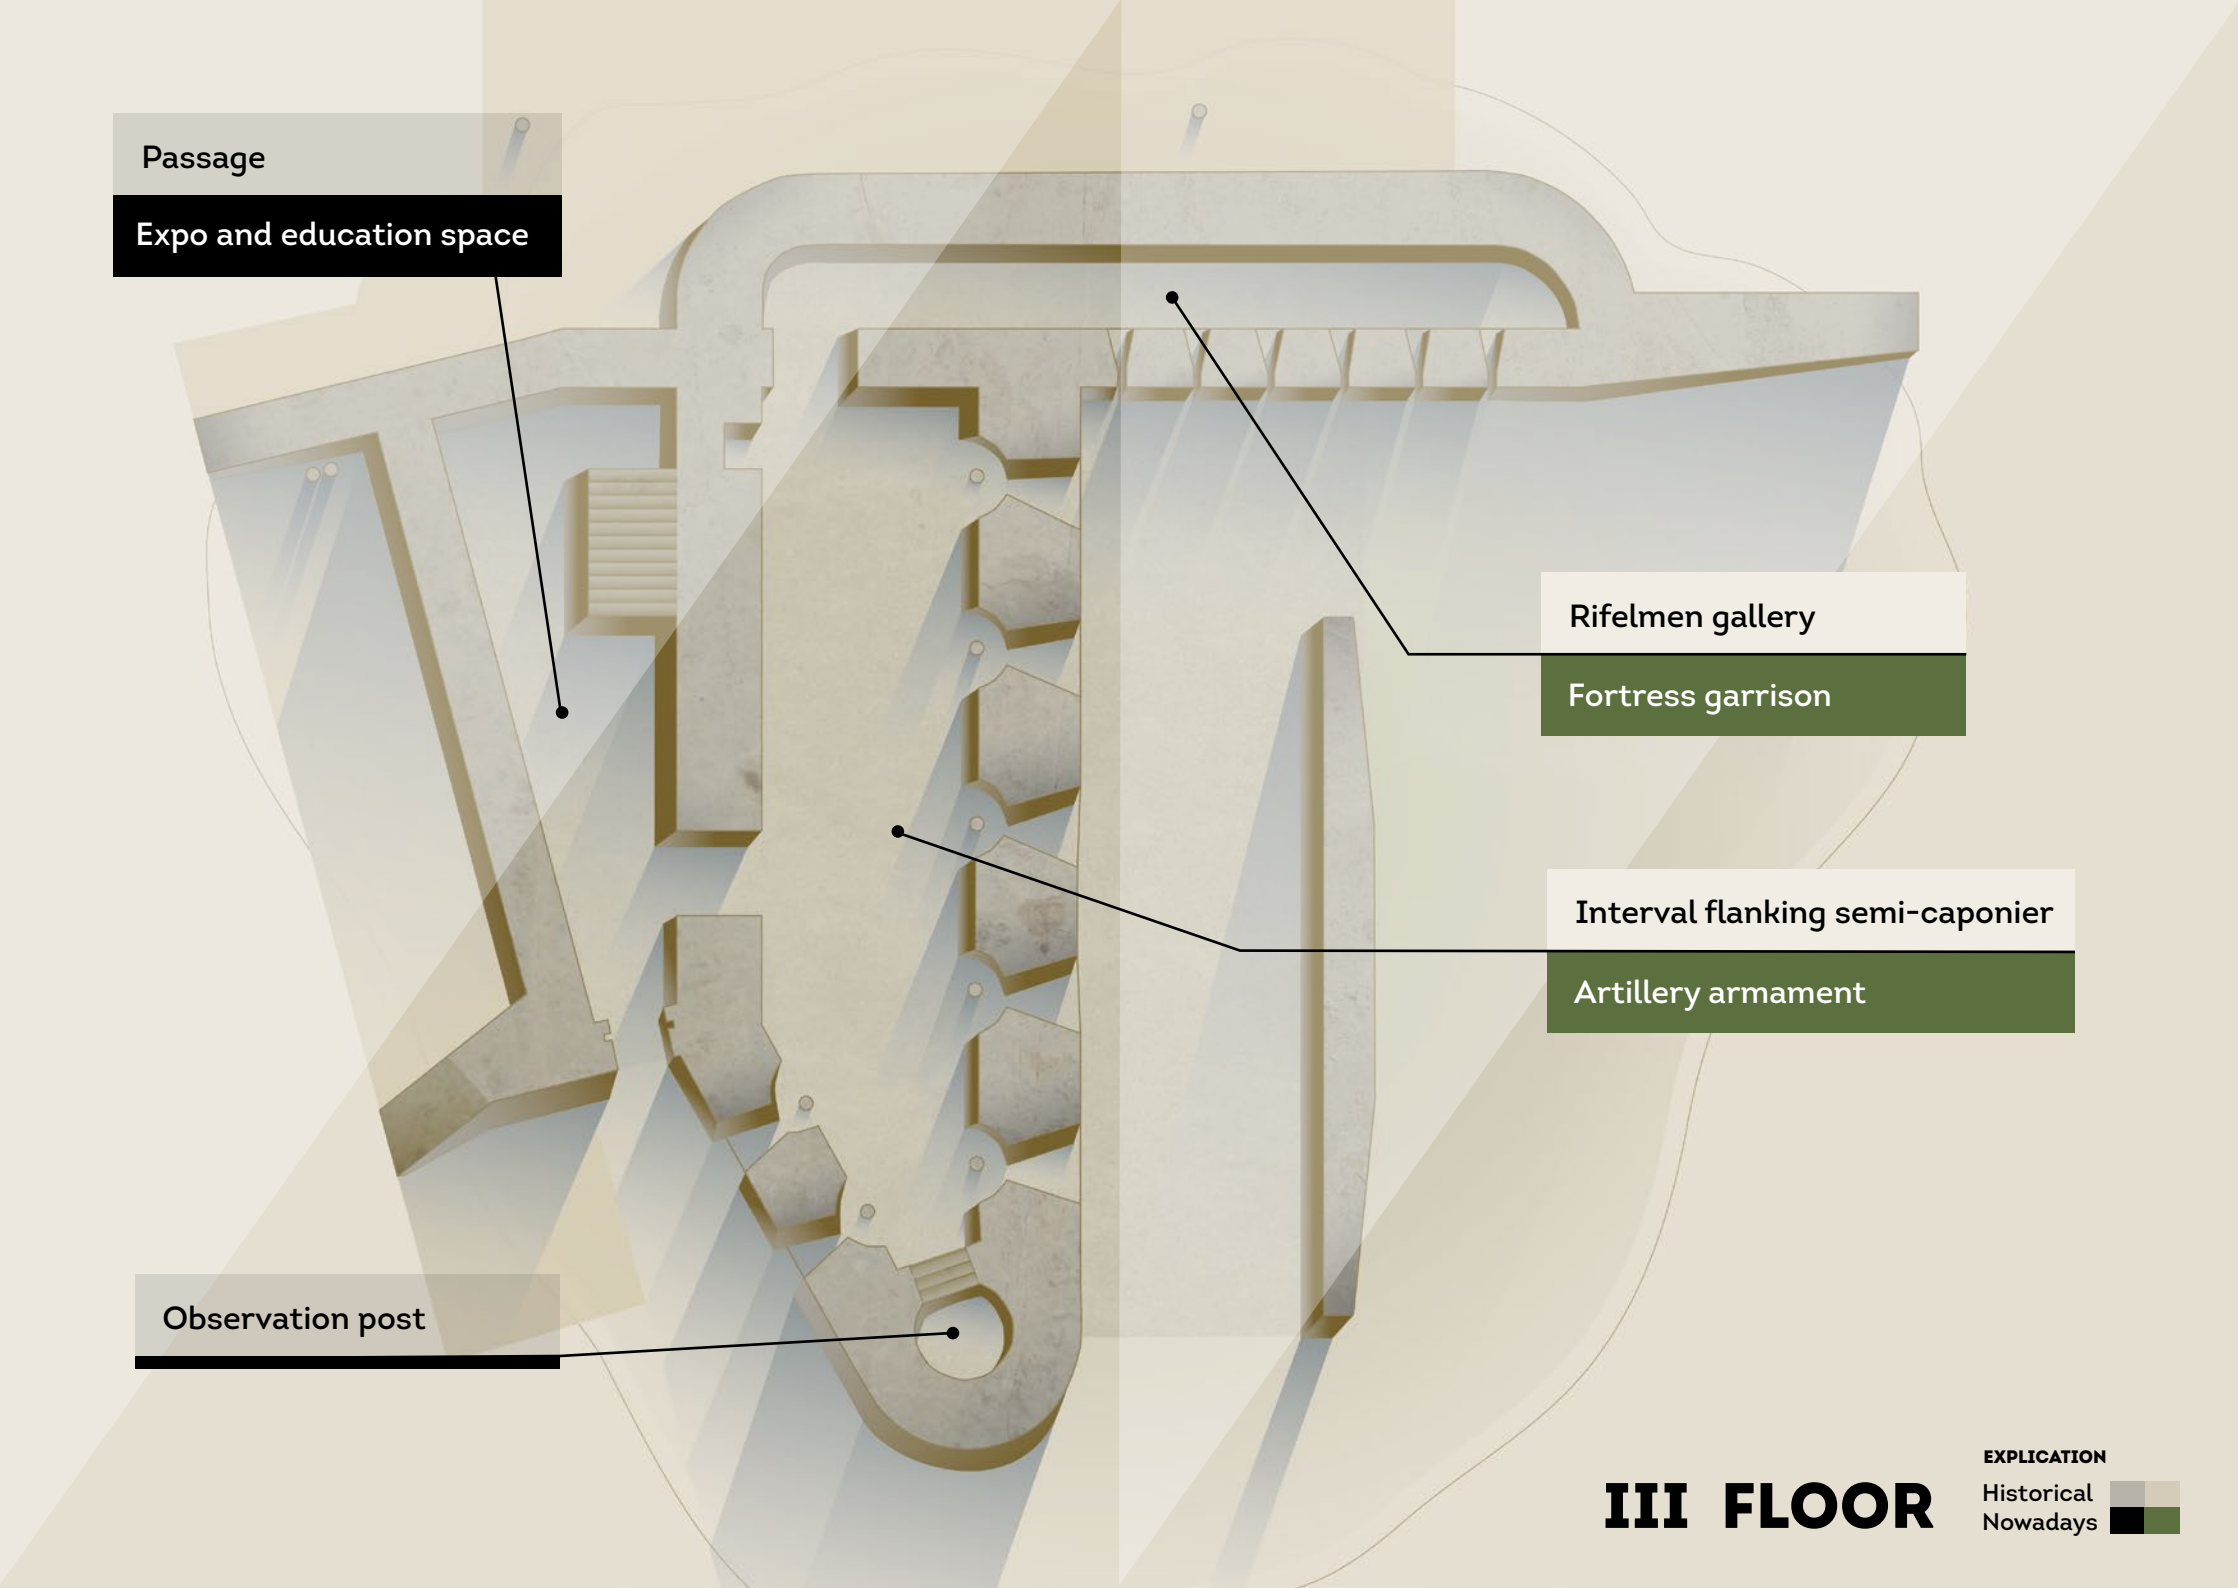 Passage
Expo and education space
Rifelmen gallery
Fortress garrison
Interval flanking semi-caponier
Artillery armament
Observation post
III FLOOR
EXPLICATION
Historical
Nowadays